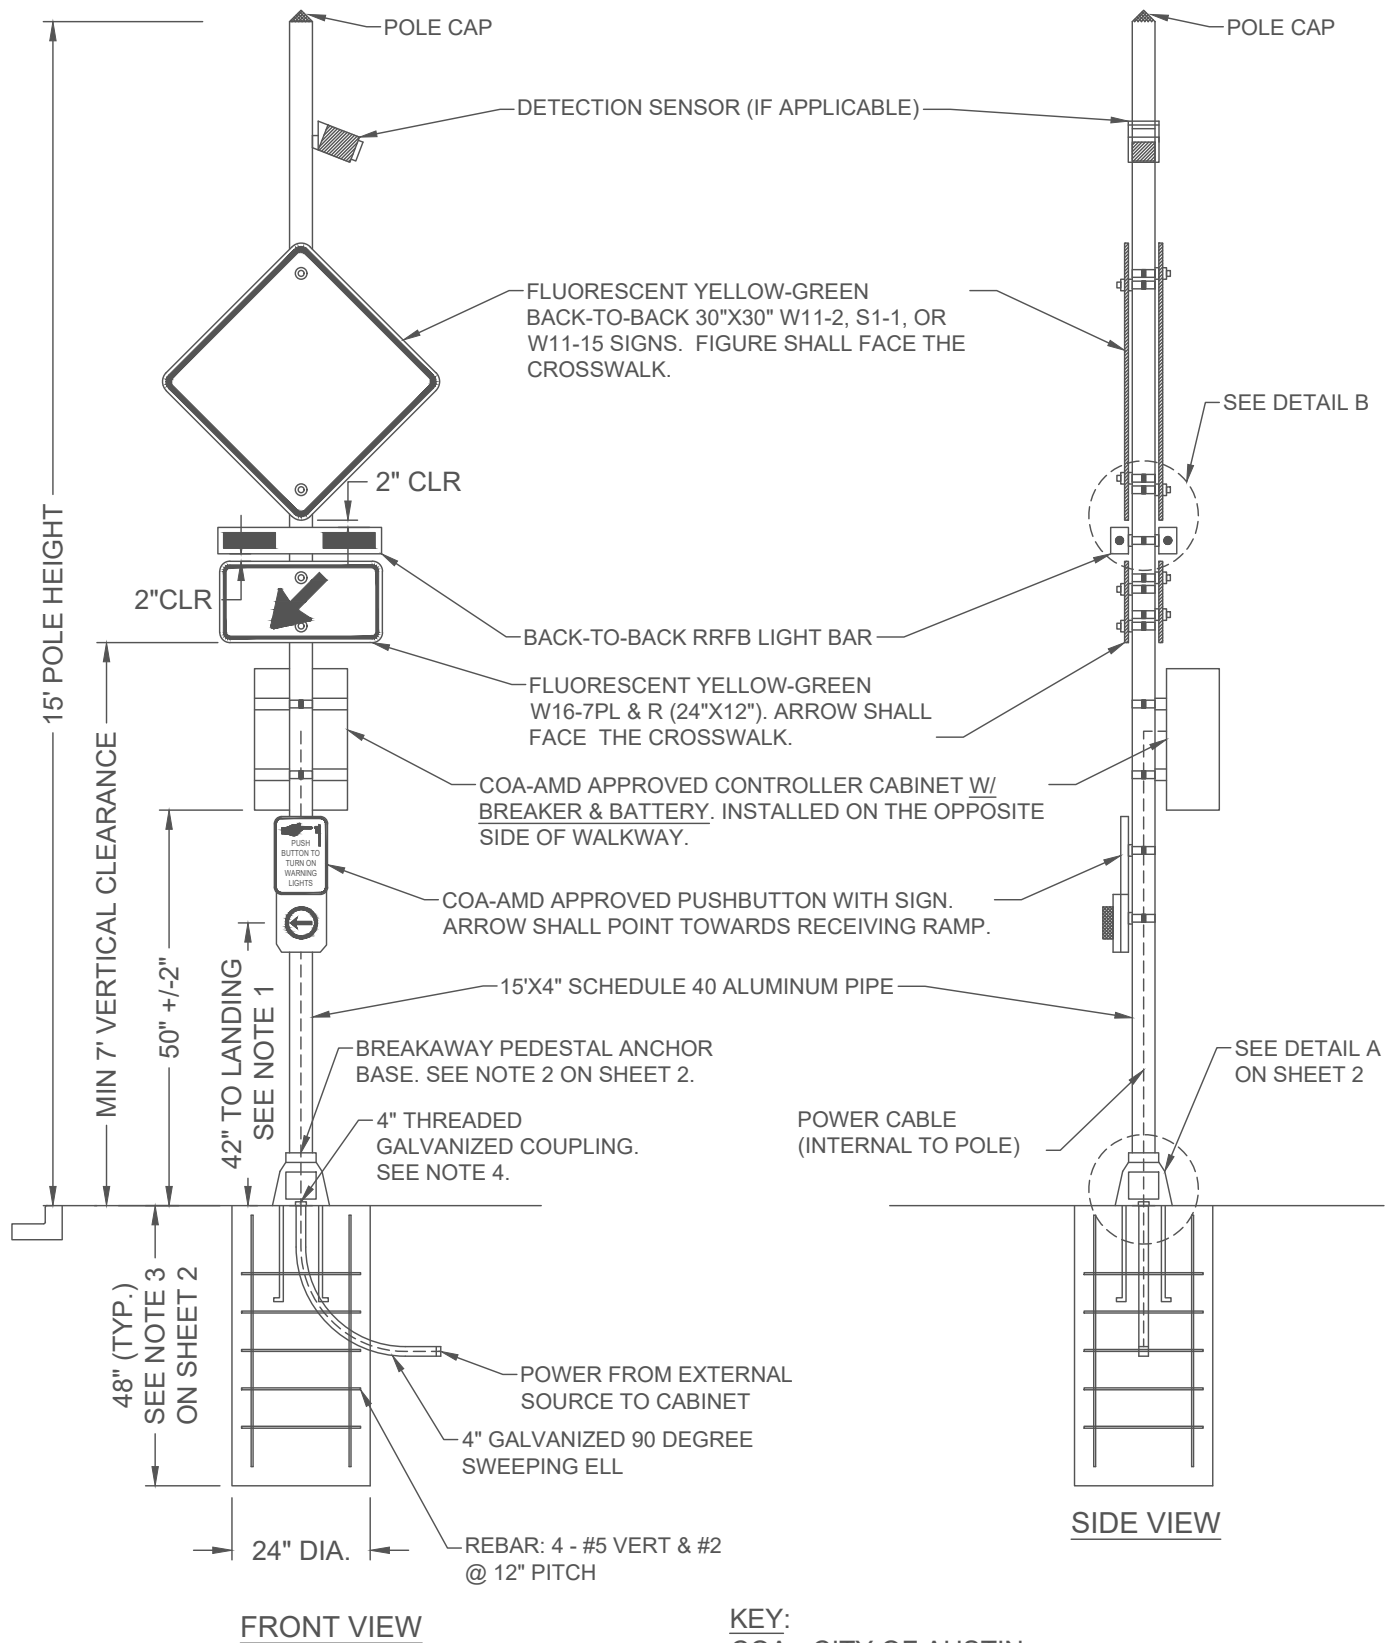 POLE CAP
POLE CAP
DETECTION SENSOR (IF APPLICABLE)
FLUORESCENT YELLOW-GREEN
BACK-TO-BACK 30"X30" W11-2, S1-1, OR
W11-15 SIGNS. FIGURE SHALL FACE THE
CROSSWALK.
SEE DETAIL B
2" CLR
2"CLR
15' POLE HEIGHT
BACK-TO-BACK RRFB LIGHT BAR
FLUORESCENT YELLOW-GREEN
W16-7PL & R (24"X12"). ARROW SHALL
FACE THE CROSSWALK.
COA-AMD APPROVED CONTROLLER CABINET W/
BREAKER & BATTERY. INSTALLED ON THE OPPOSITE
SIDE OF WALKWAY.
MIN 7' VERTICAL CLEARANCE
PUSH
BUTTON TO
TURN ON
WARNING
LIGHTS
COA-AMD APPROVED PUSHBUTTON WITH SIGN.
ARROW SHALL POINT TOWARDS RECEIVING RAMP.
50" +/-2"
42" TO LANDING
SEE NOTE 1
15'X4" SCHEDULE 40 ALUMINUM PIPE
BREAKAWAY PEDESTAL ANCHOR
BASE. SEE NOTE 2 ON SHEET 2.
SEE DETAIL A
ON SHEET 2
4" THREADED
GALVANIZED COUPLING.
SEE NOTE 4.
POWER CABLE
(INTERNAL TO POLE)
48" (TYP.)
SEE NOTE 3
ON SHEET 2
POWER FROM EXTERNAL
SOURCE TO CABINET
4" GALVANIZED 90 DEGREE
SWEEPING ELL
24" DIA.
REBAR: 4 - #5 VERT & #2
@ 12" PITCH
SIDE VIEW
FRONT VIEW
KEY:
COA - CITY OF AUSTIN